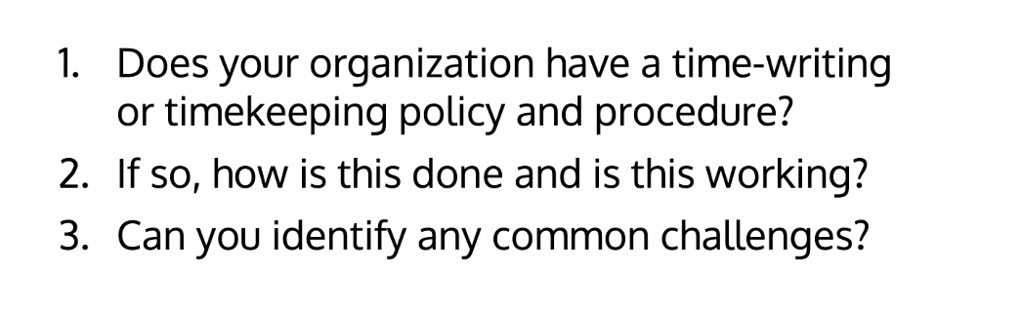 1. Does your organization have a time-writing
or timekeeping policy and procedure?
2. If so, how is this done and is this working?
3. Can you identify any common challenges?